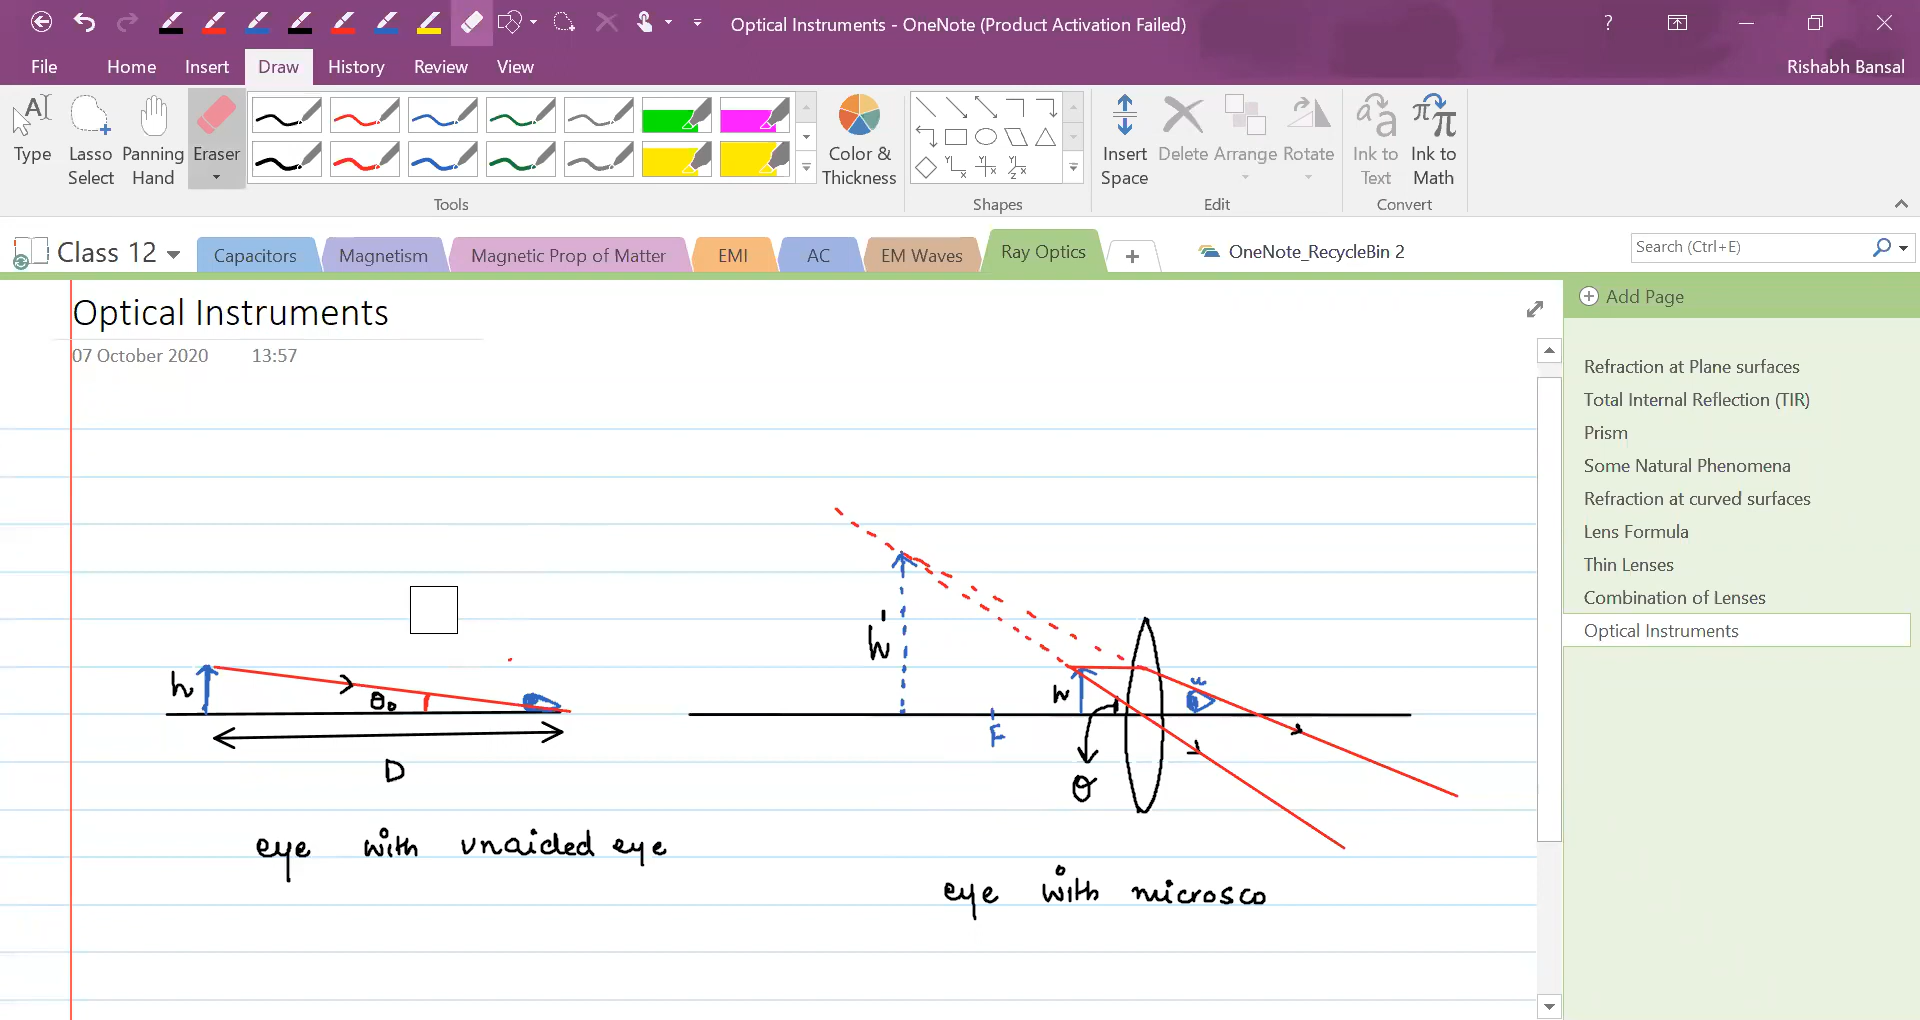 Optical Instruments - OneNote (Product Activation Failed)
?
File Home Insert Draw History Review View
Rishabh Bansal
Type
Lasso Select
Panning Hand
Eraser
Color & Thickness
Insert Space
Delete Arrange Rotate
Ink to Text
Ink to Math
Tools
Shapes
Edit
Convert
Class 12
Capacitors
Magnetism
Magnetic Prop of Matter
EMI
AC
EM Waves
Ray Optics
OneNote_RecycleBin 2
Search (Ctrl+E)
Add Page
Optical Instruments
07 October 2020 13:57
Refraction at Plane surfaces
Total Internal Reflection (TIR)
Prism
Some Natural Phenomena
Refraction at curved surfaces
Lens Formula
Thin Lenses
Combination of Lenses
Optical Instruments
h'
h
θ₀
h
F
D
θ
eye with unaided eye
eye with microsco